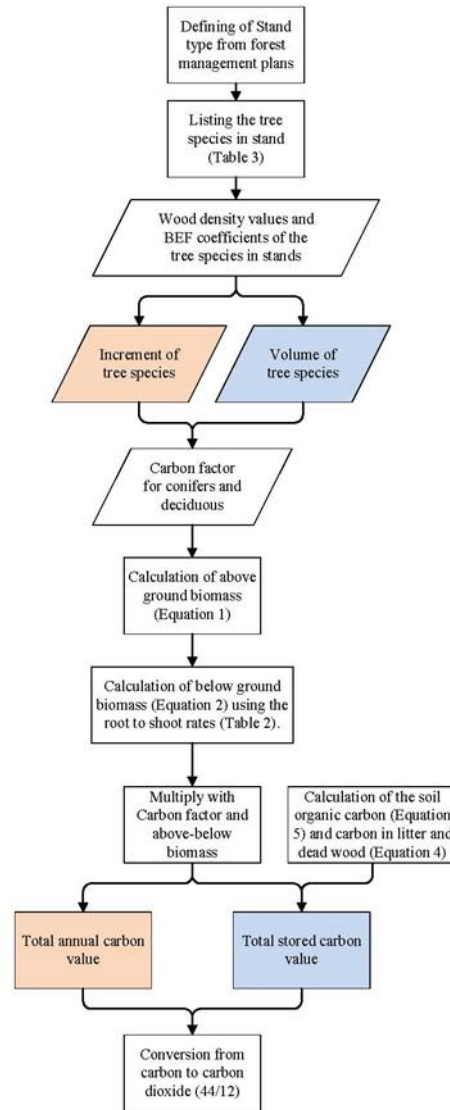 Defining of Stand
type from forest
management plans
Listing the tree
species in stand
(Table 3)
Wood density values and
BEF coefficients of the
tree species in stands
Increment of
tree species
Volume of
tree species
Carbon factor
for conifers and
deciduous
Calculation of above
ground biomass
(Equation 1)
Calculation of below ground
biomass (Equation 2) using the
root to shoot rates (Table 2).
Multiply with
Carbon factor and
above-below
biomass
Calculation of the soil
organic carbon (Equation
5) and carbon in litter and
dead wood (Equation 4)
Total annual carbon
value
Total stored carbon
value
Conversion from
carbon to carbon
dioxide (44/12)